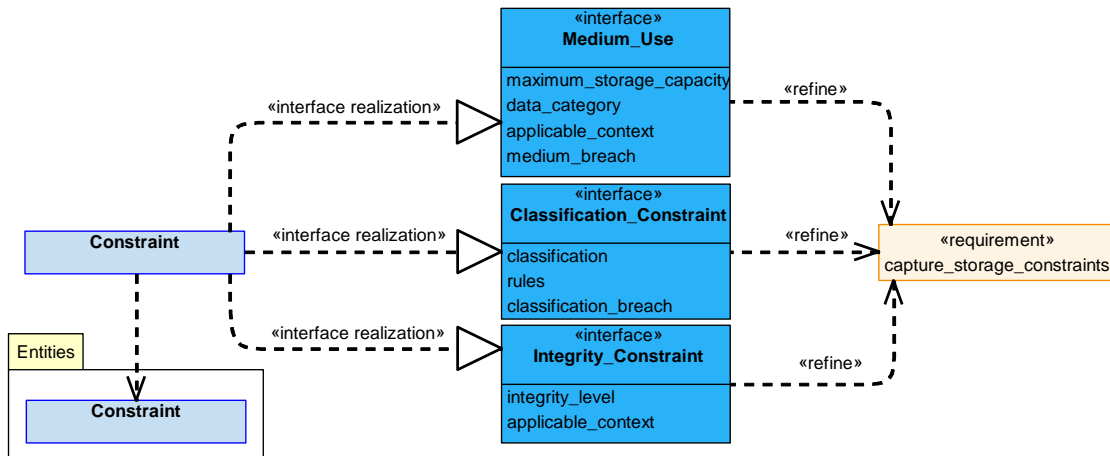 «interface»
Medium_Use
maximum_storage_capacity
data_category
applicable_context
medium_breach
«interface realization»
«refine»
«interface»
Classification_Constraint
classification
rules
classification_breach
Constraint
«interface realization»
«refine»
«requirement»
capture_storage_constraints
«interface realization»
«interface»
Integrity_Constraint
integrity_level
applicable_context
«refine»
Entities
Constraint